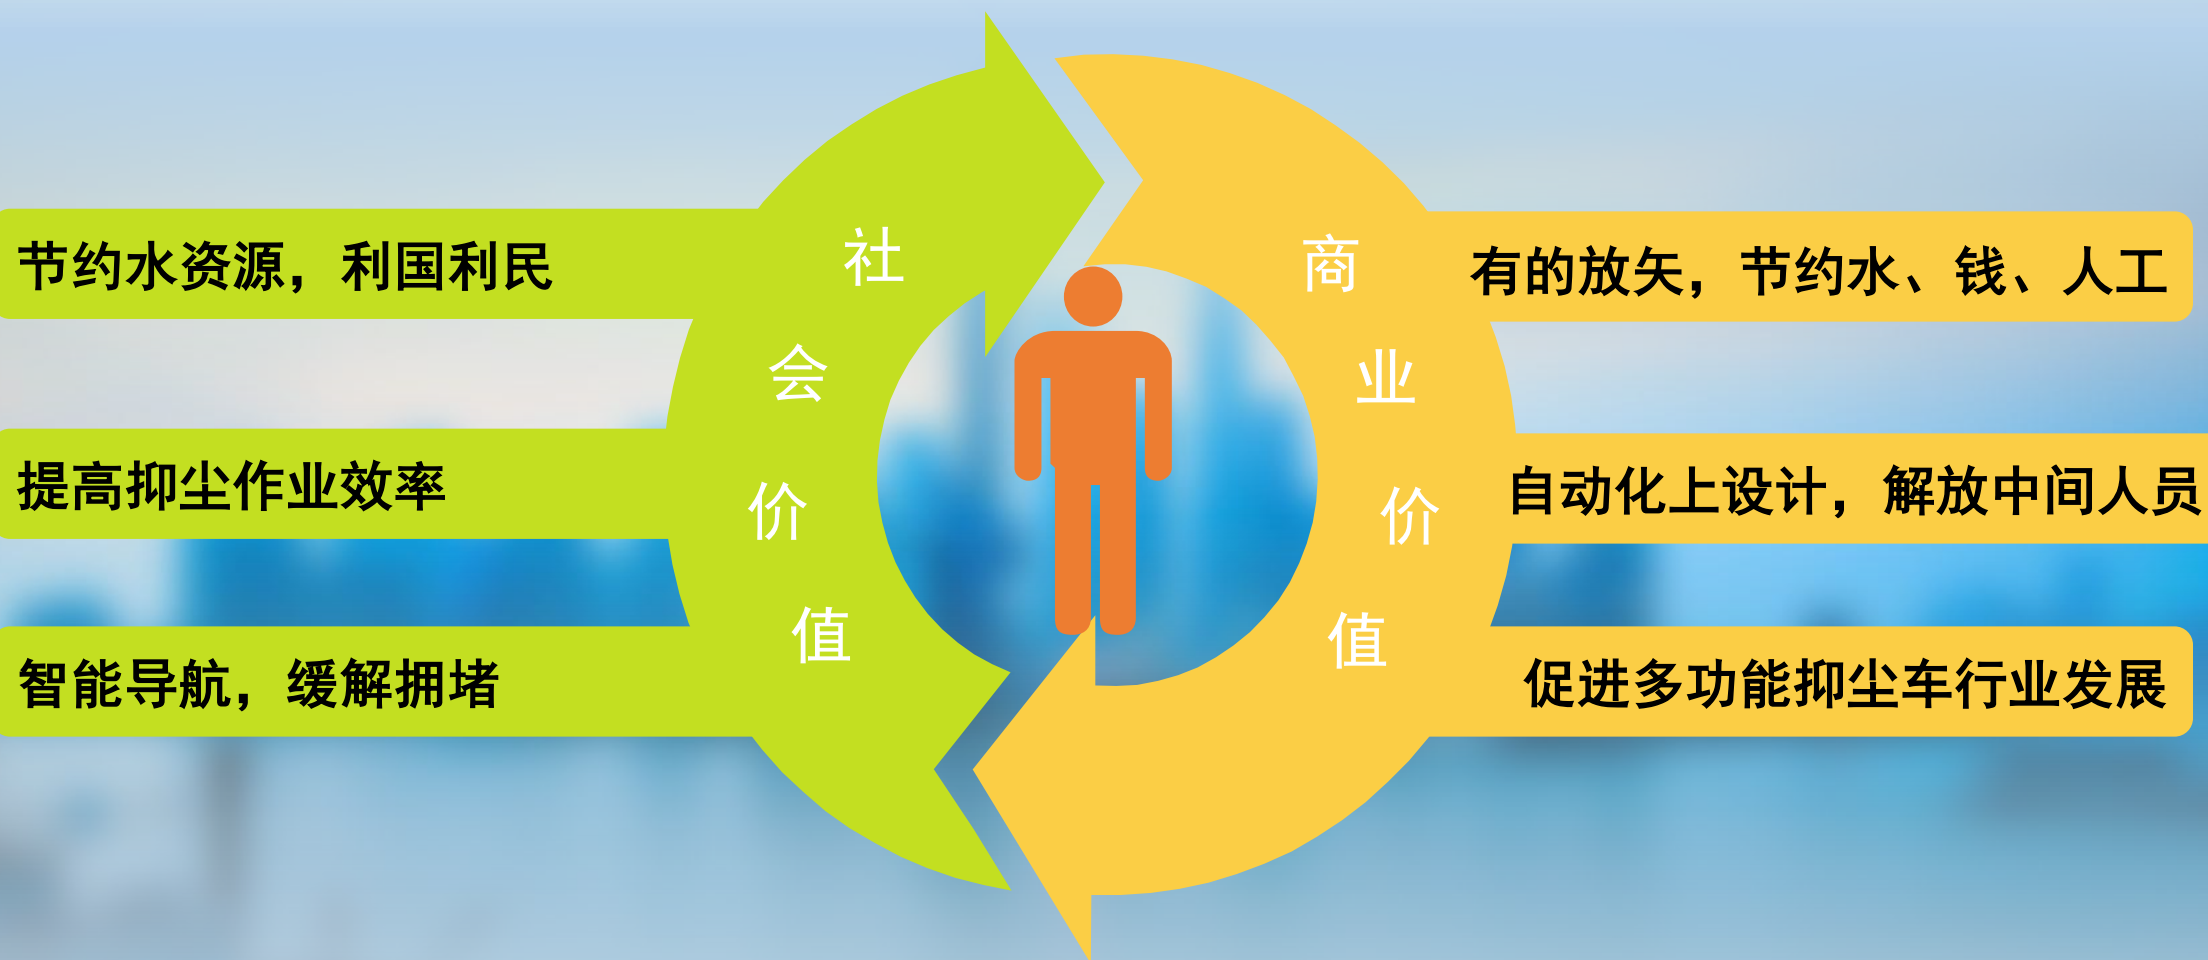 社会价值
节约水资源，利国利民
提高抑尘作业效率
智能导航，缓解拥堵
商业价值
有的放矢，节约水、钱、人工
自动化上设计，解放中间人员
促进多功能抑尘车行业发展